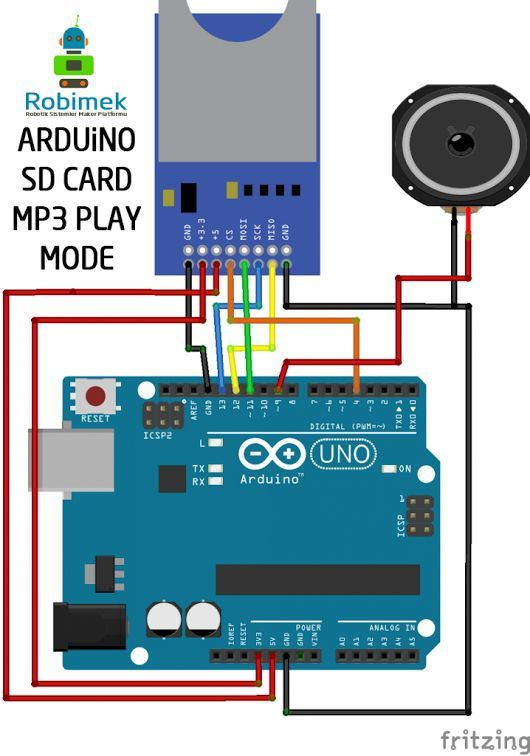 Robimek
Robotik Sistemler Maker Platformu
ARDUiNO
SD CARD
MP3 PLAY
MODE
GND
+3.3
+5
CS
MOSI
SCK
MISO
GND
RESET
ICSP2
AREF
GND
13
12
~11
~10
~9
8
7
~6
~5
4
~3
2
TX0▶1
RX0◀0
DIGITAL (PWM=~)
L
TX
RX
Arduino™
UNO
ON
1
ICSP
IOREF
RESET
3V3
5V
GND
GND
VIN
POWER
ANALOG IN
A0
A1
A2
A3
A4
A5
fritzing